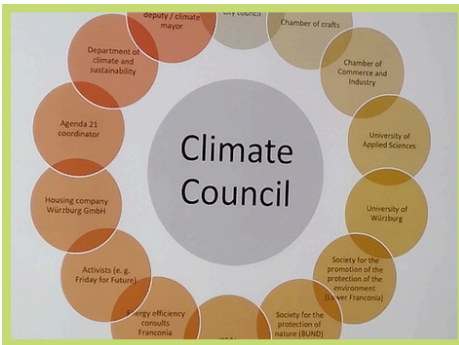 deputy / climate
mayor
City council
Chamber of crafts
Chamber of
Commerce and
Industry
University of
Applied Sciences
University of
Würzburg
Society for the
promotion of the
protection of the
environment
(Lower Franconia)
Society for the
protection of
nature (BUND)
Energy efficiency
consults
Franconia
Activists (e. g.
Friday for Future)
Housing company
Würzburg GmbH
Agenda 21
coordinator
Department of
climate and
sustainability
Climate
Council